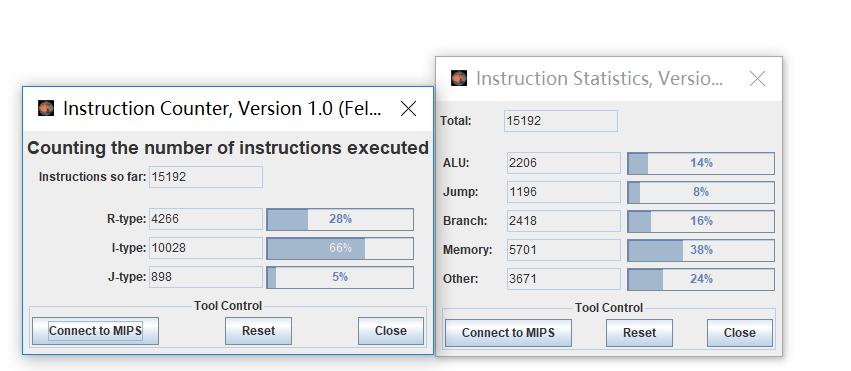 Instruction Counter, Version 1.0 (Fel...
Counting the number of instructions executed
Instructions so far: 15192
R-type: 4266 28%
I-type: 10028 66%
J-type: 898 5%
Tool Control
Connect to MIPS Reset Close
Instruction Statistics, Versio...
Total: 15192
ALU: 2206 14%
Jump: 1196 8%
Branch: 2418 16%
Memory: 5701 38%
Other: 3671 24%
Tool Control
Connect to MIPS Reset Close